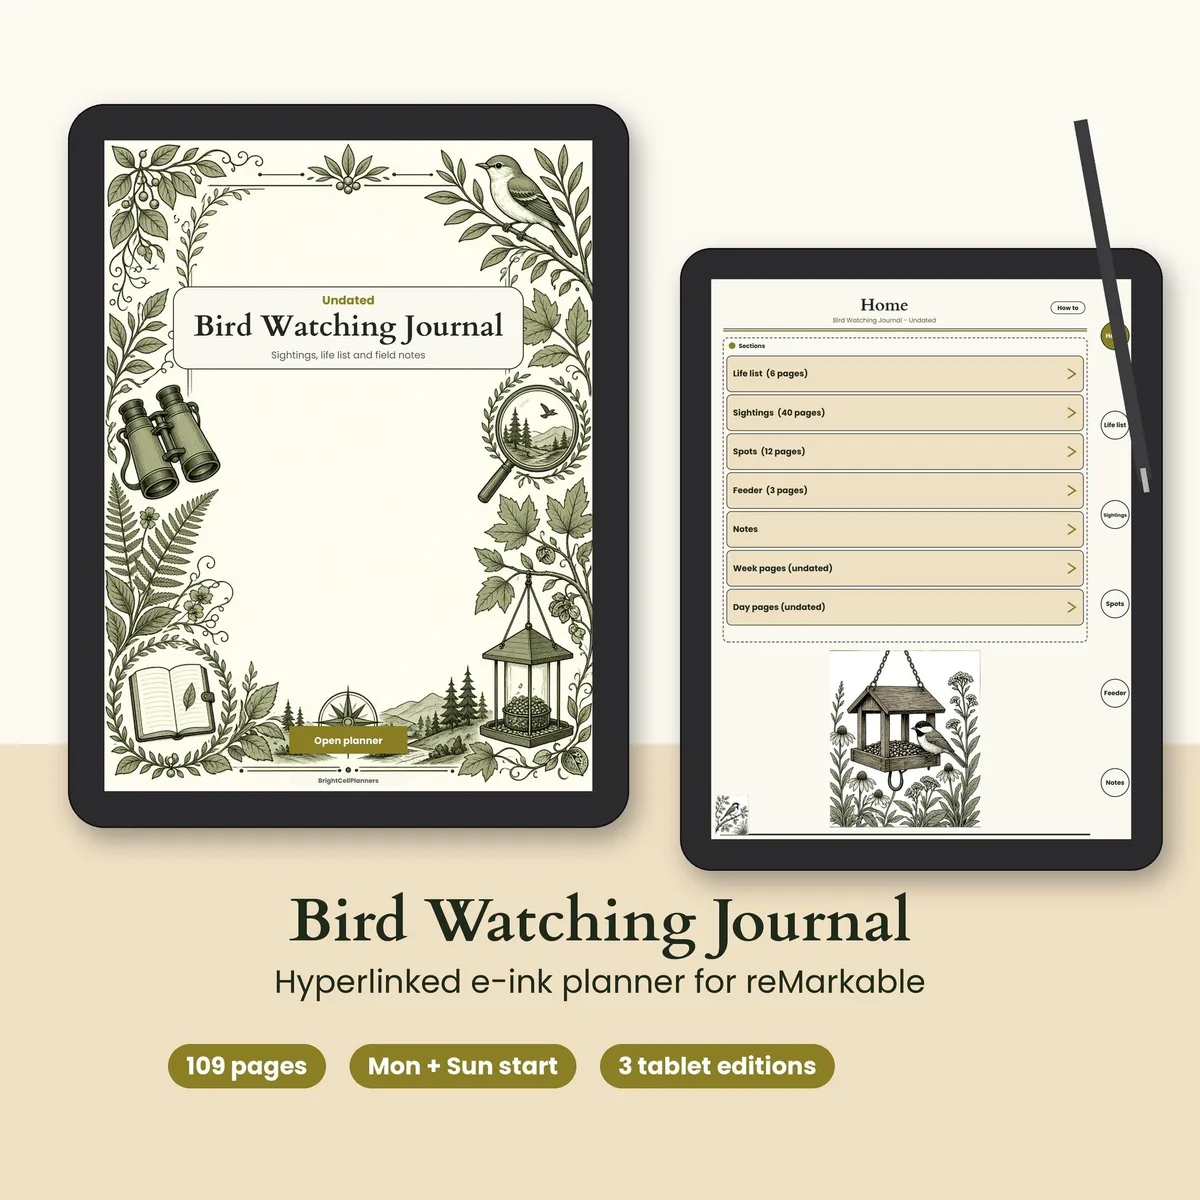 Undated
Bird Watching Journal
Sightings, life list and field notes
Open planner
BrightCellPlanners
Home
Bird Watching Journal - Undated
How to
Sections
Life list (6 pages)
Sightings (40 pages)
Spots (12 pages)
Feeder (3 pages)
Notes
Week pages (undated)
Day pages (undated)
Life list
Sightings
Spots
Feeder
Notes
Bird Watching Journal
Hyperlinked e-ink planner for reMarkable
109 pages
Mon + Sun start
3 tablet editions